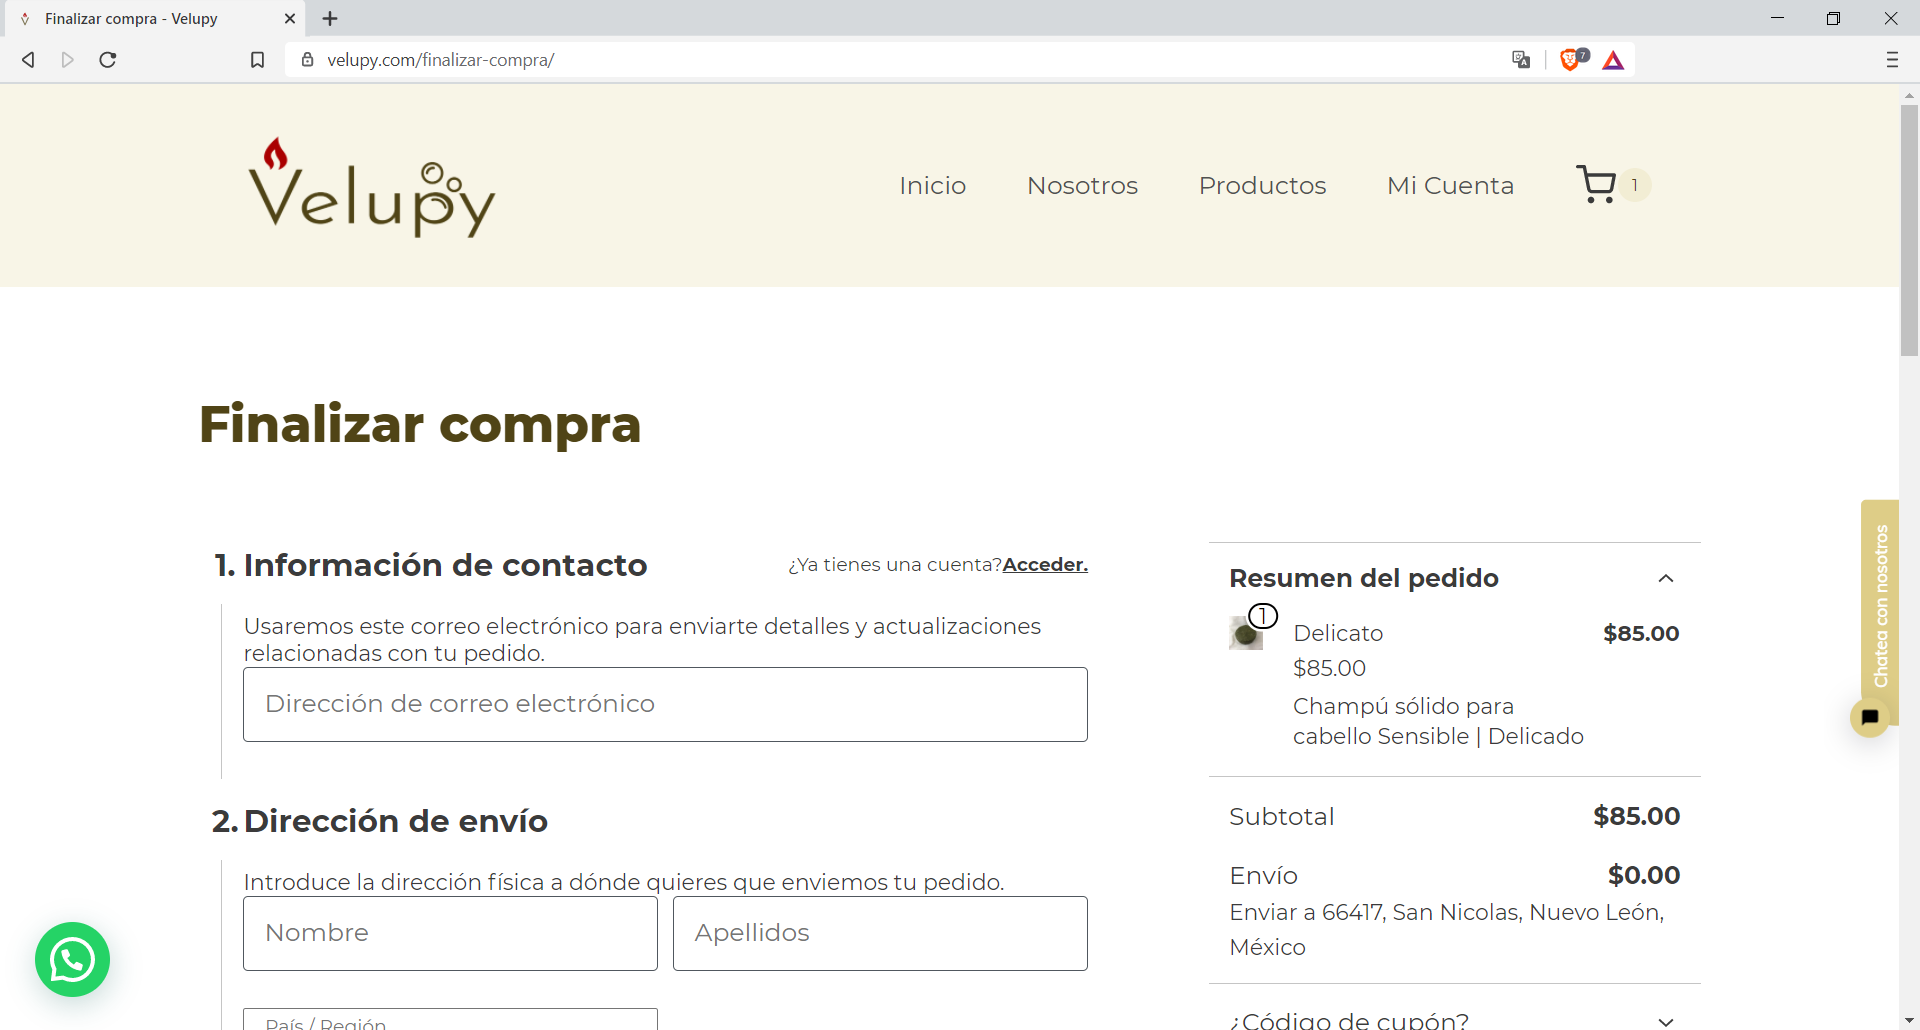 Finalizar compra - Velupy
velupy.com/finalizar-compra/
7
Velupy
Inicio
Nosotros
Productos
Mi Cuenta
1
Finalizar compra
1. Información de contacto
¿Ya tienes una cuenta?Acceder.
Usaremos este correo electrónico para enviarte detalles y actualizaciones
relacionadas con tu pedido.
Dirección de correo electrónico
2. Dirección de envío
Introduce la dirección física a dónde quieres que enviemos tu pedido.
Nombre
Apellidos
País / Región
Resumen del pedido
1
Delicato
$85.00
$85.00
Champú sólido para
cabello Sensible | Delicado
Subtotal
$85.00
Envío
$0.00
Enviar a 66417, San Nicolas, Nuevo León,
México
¿Código de cupón?
Chatea con nosotros